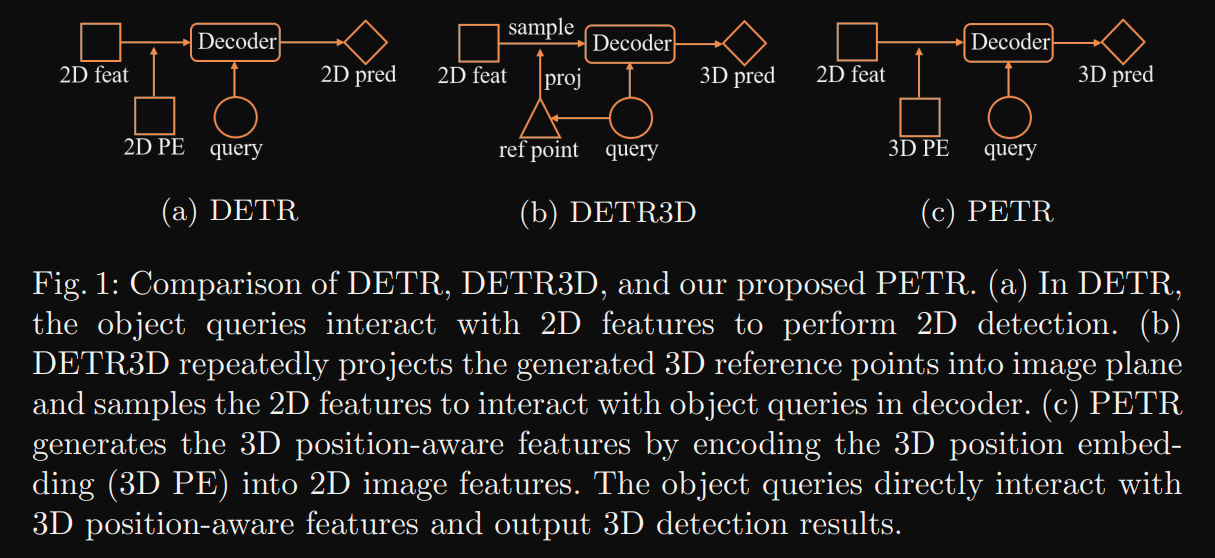 2D feat
Decoder
2D pred
2D PE
query
(a) DETR
2D feat
sample
Decoder
3D pred
proj
ref point
query
(b) DETR3D
2D feat
Decoder
3D pred
3D PE
query
(c) PETR
Fig. 1: Comparison of DETR, DETR3D, and our proposed PETR. (a) In DETR,
the object queries interact with 2D features to perform 2D detection. (b)
DETR3D repeatedly projects the generated 3D reference points into image plane
and samples the 2D features to interact with object queries in decoder. (c) PETR
generates the 3D position-aware features by encoding the 3D position embed-
ding (3D PE) into 2D image features. The object queries directly interact with
3D position-aware features and output 3D detection results.